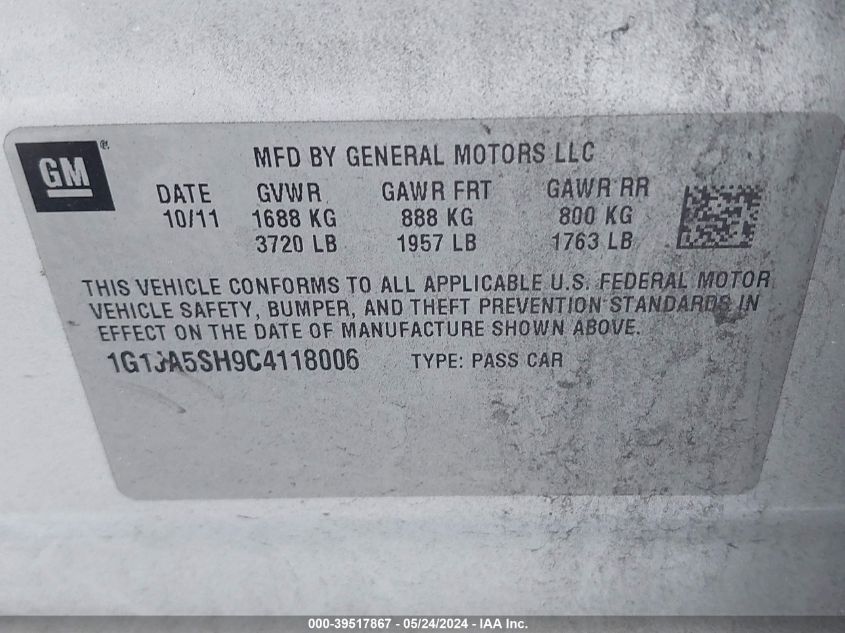 GM®
MFD BY GENERAL MOTORS LLC
DATE GVWR GAWR FRT GAWR RR
10/11 1688 KG 888 KG 800 KG
3720 LB 1957 LB 1763 LB
THIS VEHICLE CONFORMS TO ALL APPLICABLE U.S. FEDERAL MOTOR
VEHICLE SAFETY, BUMPER, AND THEFT PREVENTION STANDARDS IN
EFFECT ON THE DATE OF MANUFACTURE SHOWN ABOVE.
1G1JA5SH9C4118006 TYPE: PASS CAR
000-39517867 - 05/24/2024 - IAA Inc.